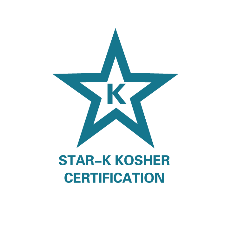 K
STAR-K KOSHER
CERTIFICATION